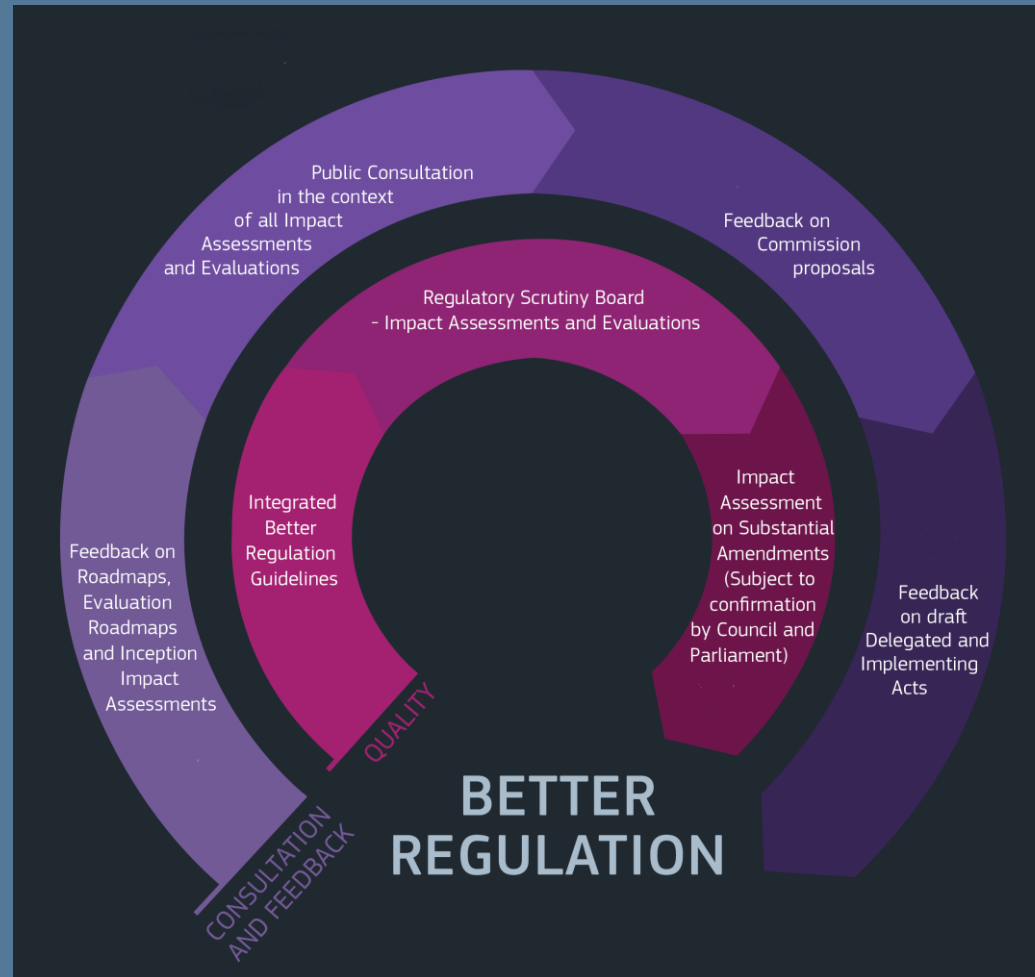 Public Consultation
in the context
of all Impact
Assessments
and Evaluations
Feedback on
Commission
proposals
Regulatory Scrutiny Board
- Impact Assessments and Evaluations
Integrated
Better
Regulation
Guidelines
Impact
Assessment
on Substantial
Amendments
(Subject to
confirmation
by Council and
Parliament)
Feedback on
Roadmaps,
Evaluation
Roadmaps
and Inception
Impact
Assessments
Feedback
on draft
Delegated and
Implementing
Acts
QUALITY
CONSULTATION
AND FEEDBACK
BETTER
REGULATION